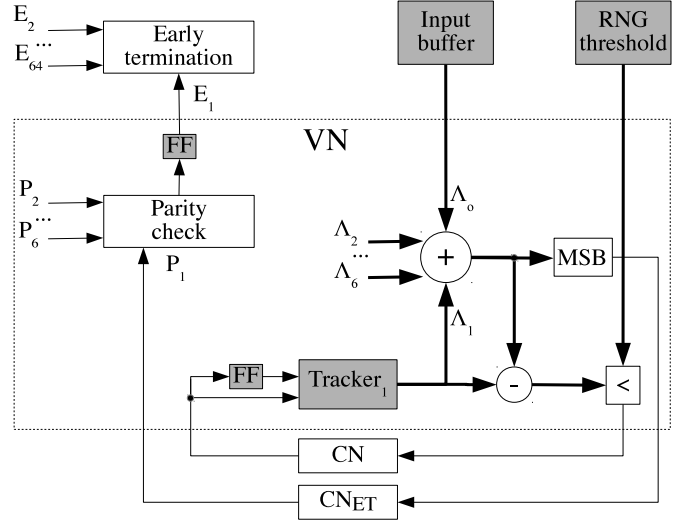 E2
...
E64
Early
termination
Input
buffer
RNG
threshold
E1
VN
FF
P2
...
P6
Parity
check
P1
Λo
Λ2
...
Λ6
+
MSB
Λ1
FF
Tracker1
-
<
CN
CNET